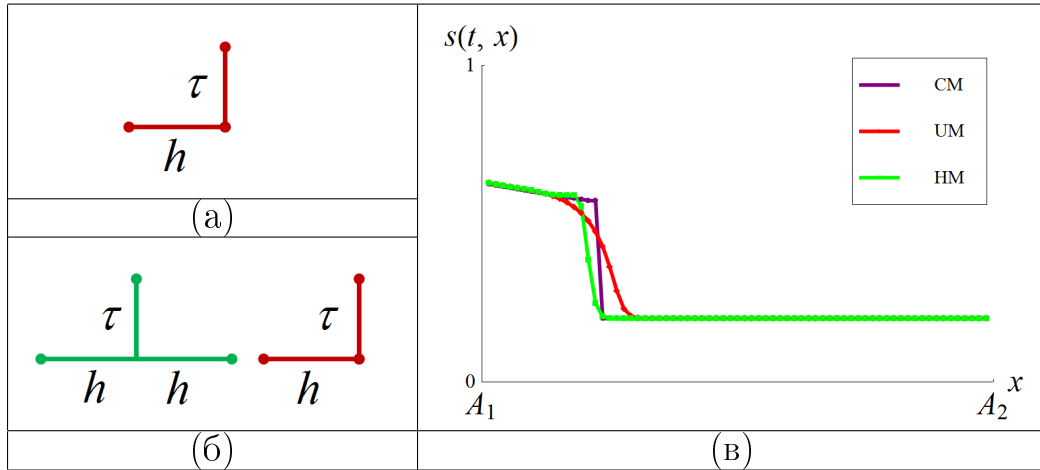 τ
h
(а)
τ
h
h
τ
h
(б)
s(t, x)
1
CM
UM
HM
0
x
A₁
A₂
(в)